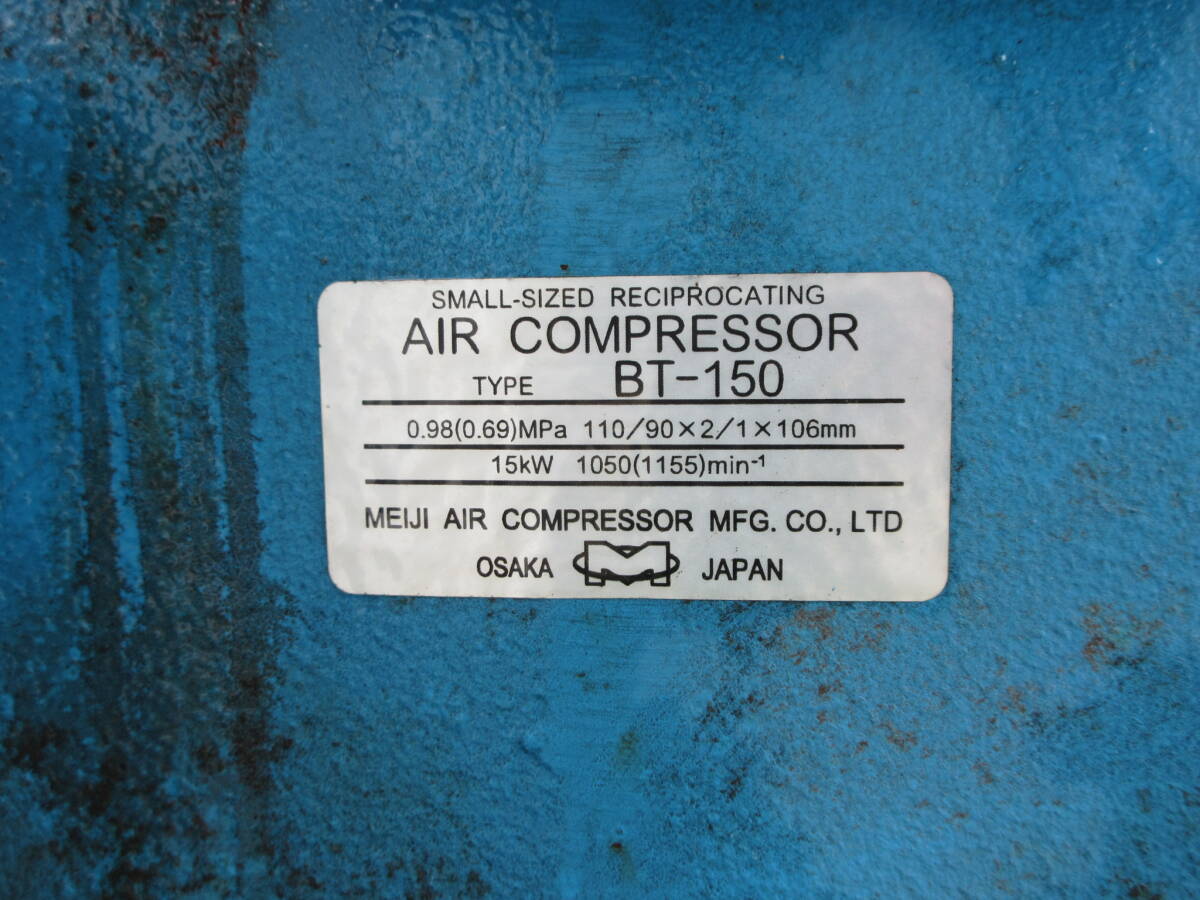 SMALL-SIZED RECIPROCATING
AIR COMPRESSOR
TYPE BT-150
0.98(0.69)MPa 110/90×2/1×106mm
15kW 1050(1155)min⁻¹
MEIJI AIR COMPRESSOR MFG. CO., LTD
OSAKA M JAPAN